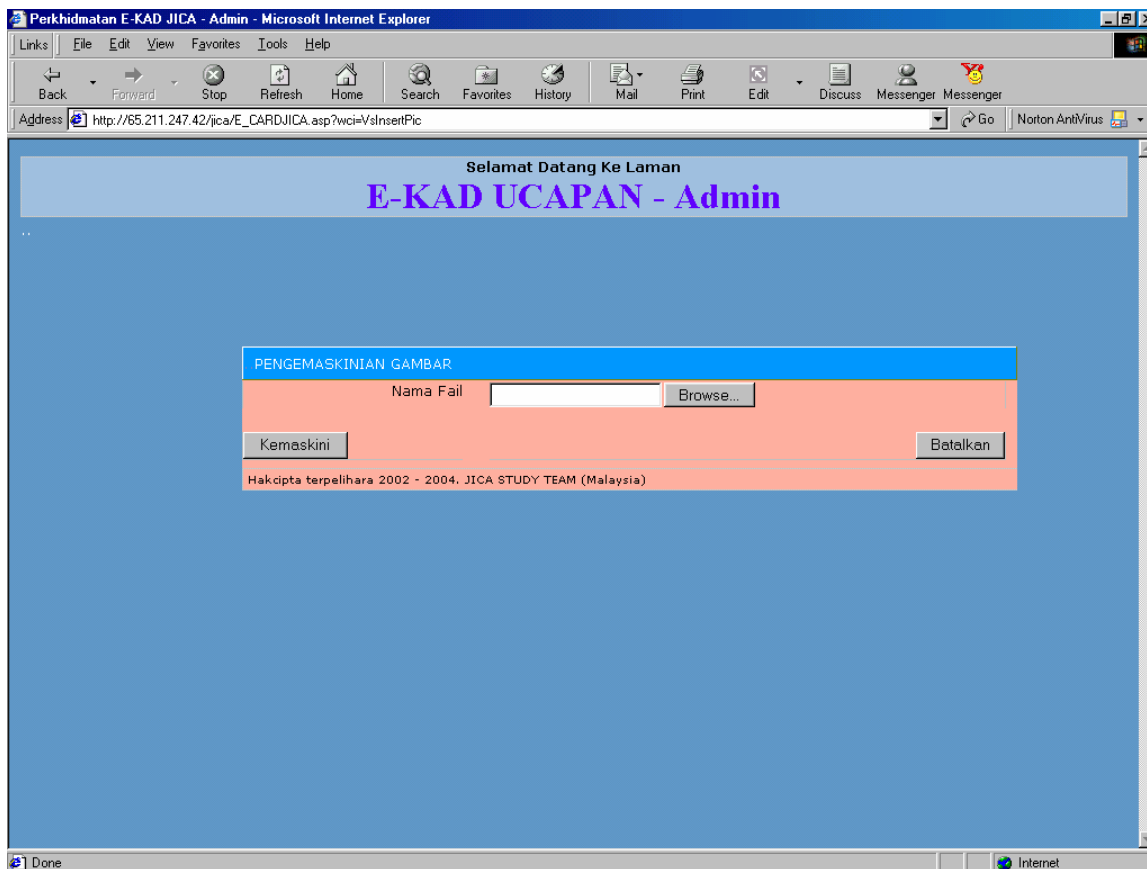 Perkhidmatan E-KAD JICA - Admin - Microsoft Internet Explorer
Links File Edit View Favorites Tools Help
Back Forward Stop Refresh Home Search Favorites History Mail Print Edit Discuss Messenger Messenger
Address http://65.211.247.42/jica/E_CARDJICA.asp?wci=VsInsertPic Go Norton AntiVirus
Selamat Datang Ke Laman
E-KAD UCAPAN - Admin
..
PENGEMASKINIAN GAMBAR
Nama Fail Browse...
Kemaskini Batalkan
Hakcipta terpelihara 2002 - 2004. JICA STUDY TEAM (Malaysia)
Done Internet